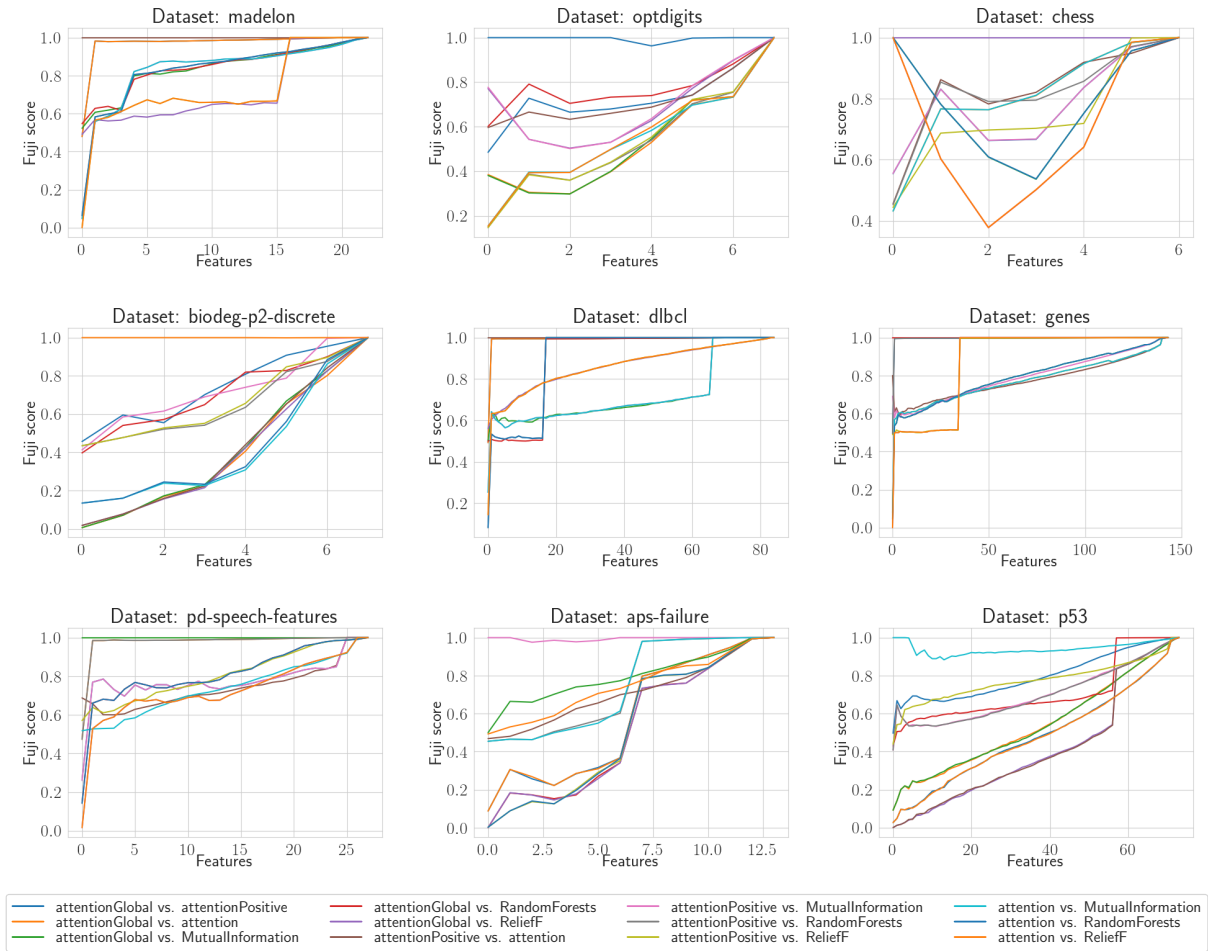 Dataset: madelon
Dataset: optdigits
Dataset: chess
1.0
0.8
0.6
0.4
0.2
0.0
Fuji score
0 5 10 15 20
Features
1.0
0.8
0.6
0.4
0.2
Fuji score
0 2 4 6
Features
1.0
0.8
0.6
0.4
Fuji score
0 2 4 6
Features
Dataset: biodeg-p2-discrete
Dataset: dlbcl
Dataset: genes
1.0
0.8
0.6
0.4
0.2
0.0
Fuji score
0 2 4 6
Features
1.0
0.8
0.6
0.4
0.2
Fuji score
0 20 40 60 80
Features
1.0
0.8
0.6
0.4
0.2
0.0
Fuji score
0 50 100 150
Features
Dataset: pd-speech-features
Dataset: aps-failure
Dataset: p53
1.0
0.8
0.6
0.4
0.2
0.0
Fuji score
0 5 10 15 20 25
Features
1.0
0.8
0.6
0.4
0.2
0.0
Fuji score
0.0 2.5 5.0 7.5 10.0 12.5
Features
1.0
0.8
0.6
0.4
0.2
0.0
Fuji score
0 20 40 60
Features
attentionGlobal vs. attentionPositive
attentionGlobal vs. attention
attentionGlobal vs. MutualInformation
attentionGlobal vs. RandomForests
attentionGlobal vs. ReliefF
attentionPositive vs. attention
attentionPositive vs. MutualInformation
attentionPositive vs. RandomForests
attentionPositive vs. ReliefF
attention vs. MutualInformation
attention vs. RandomForests
attention vs. ReliefF